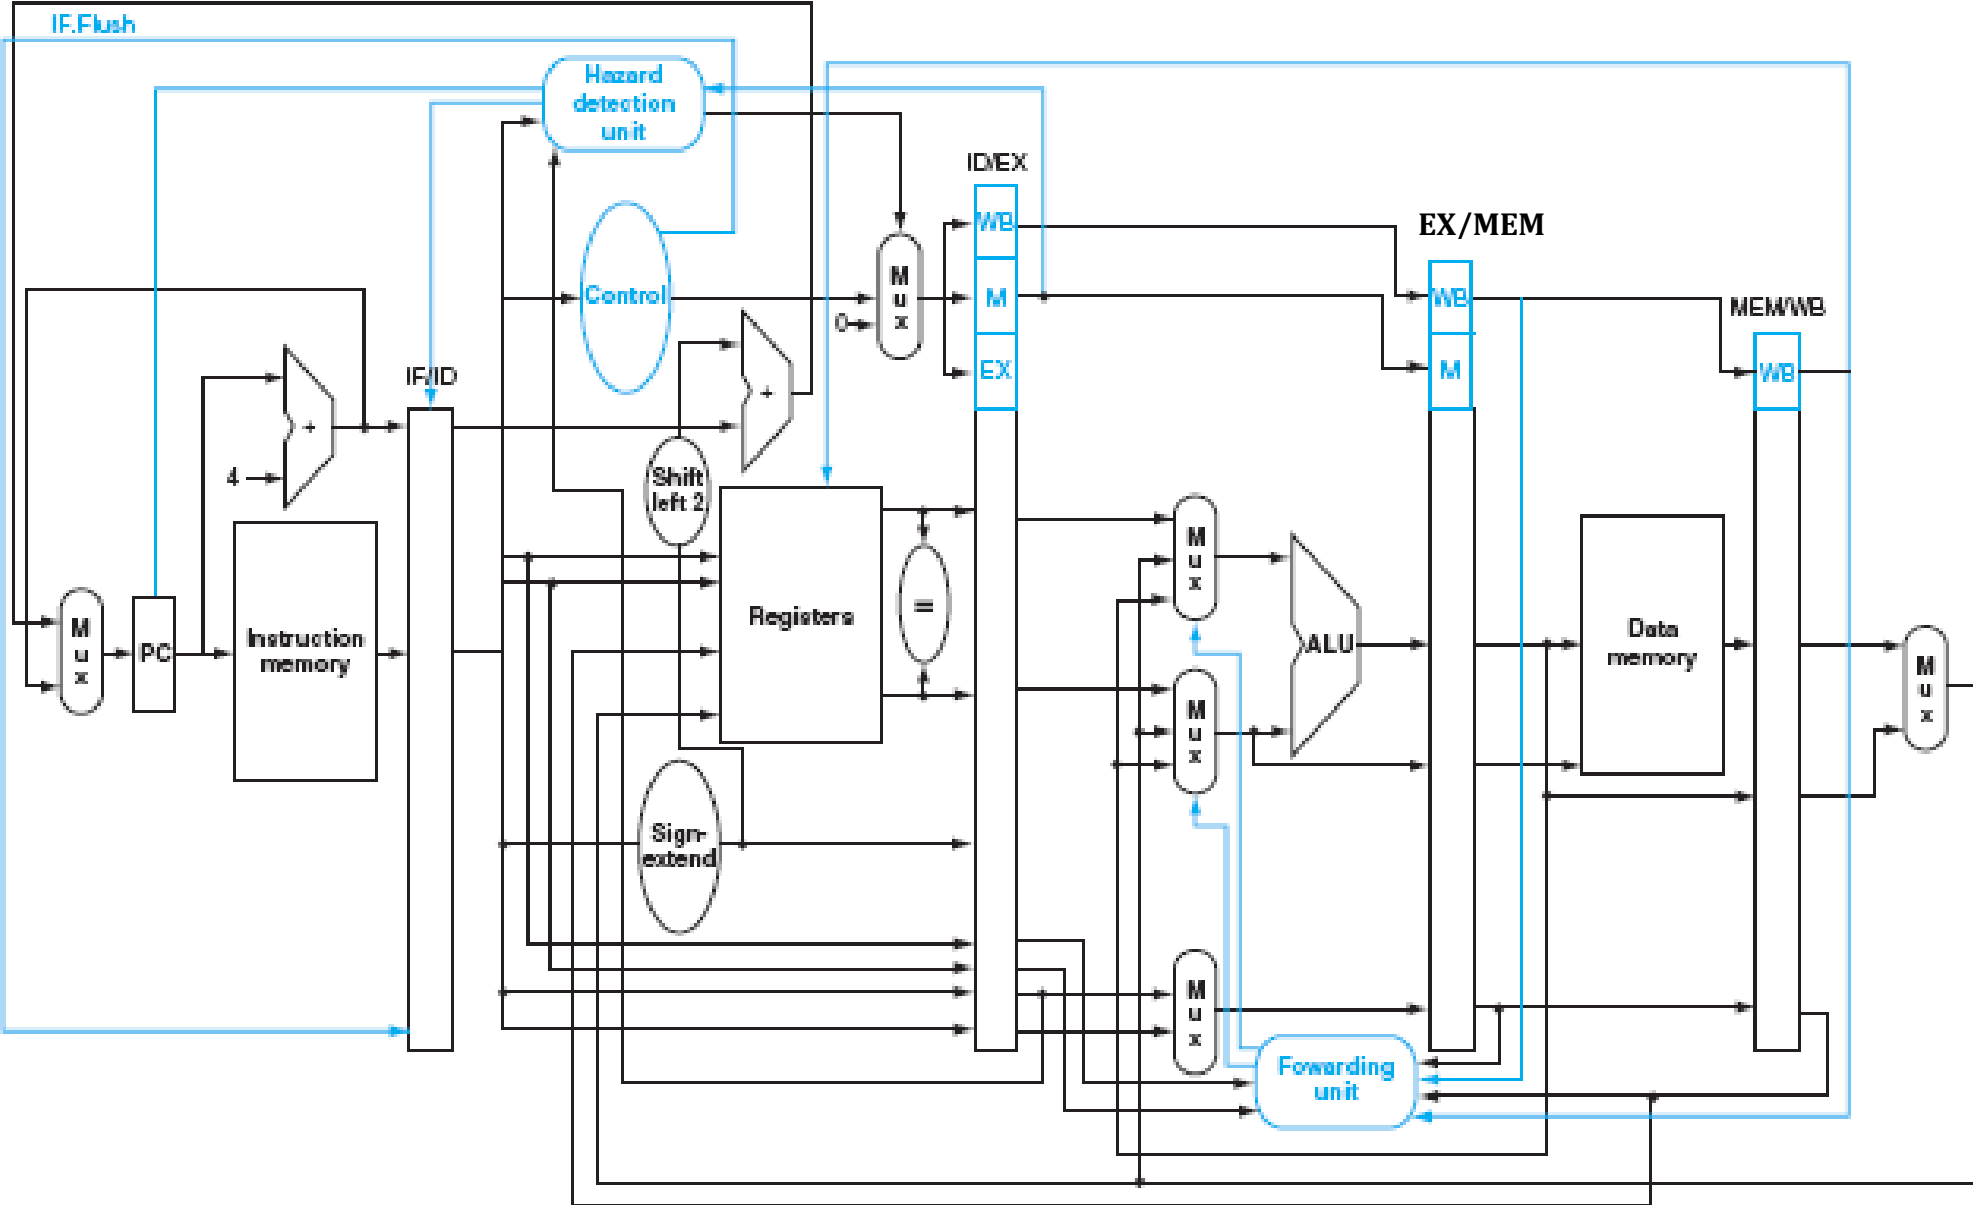 IF.Flush
Hazard
detection
unit
ID/EX
WB
M
EX
EX/MEM
WB
M
MEM/WB
WB
Control
M
u
x
0
+
IF/ID
+
4
Shift
left 2
M
u
x
PC
Instruction
memory
Registers
=
M
u
x
ALU
M
u
x
Data
memory
M
u
x
Sign-
extend
M
u
x
Fowarding
unit